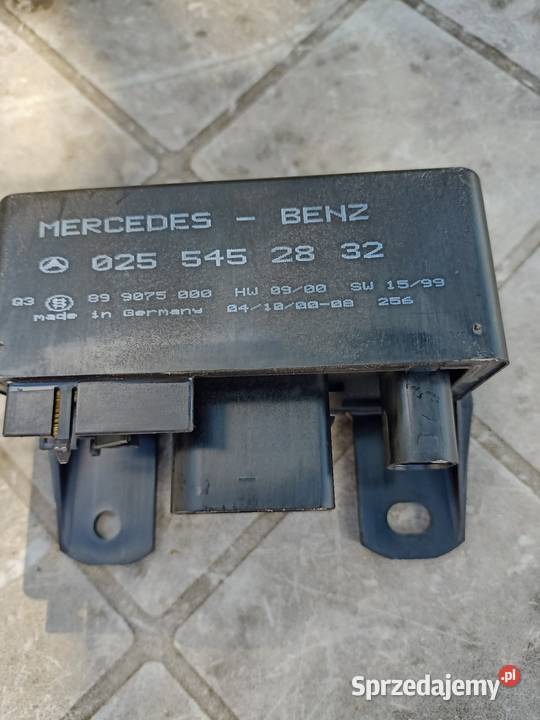 MERCEDES - BENZ
025 545 28 32
Q3 89 9075 000 HW 09/00 SW 15/99
made in Germany 04/10/00-08 256
Sprzedajemy.pl